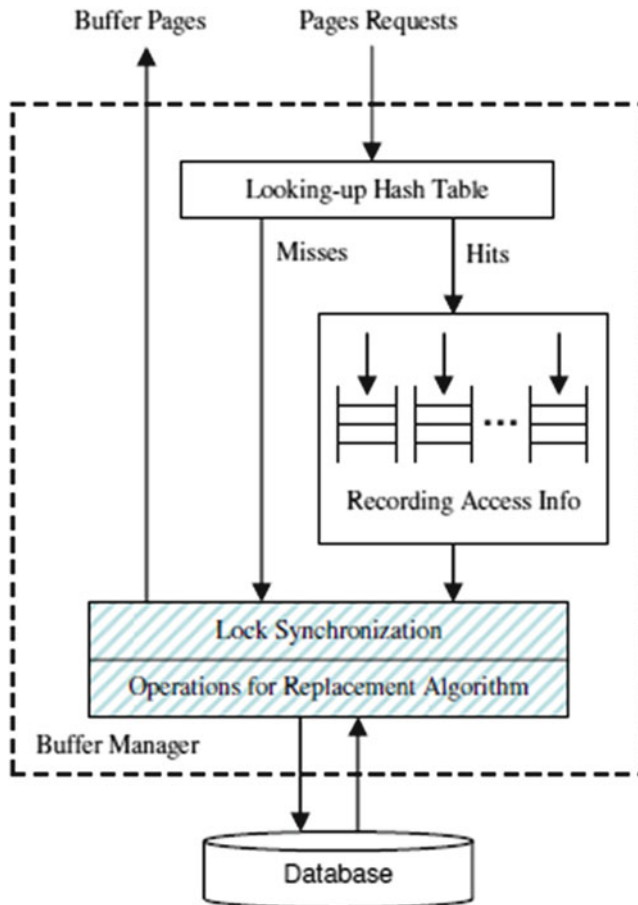 Buffer Pages
Pages Requests
Looking-up Hash Table
Misses
Hits
...
Recording Access Info
Lock Synchronization
Operations for Replacement Algorithm
Buffer Manager
Database